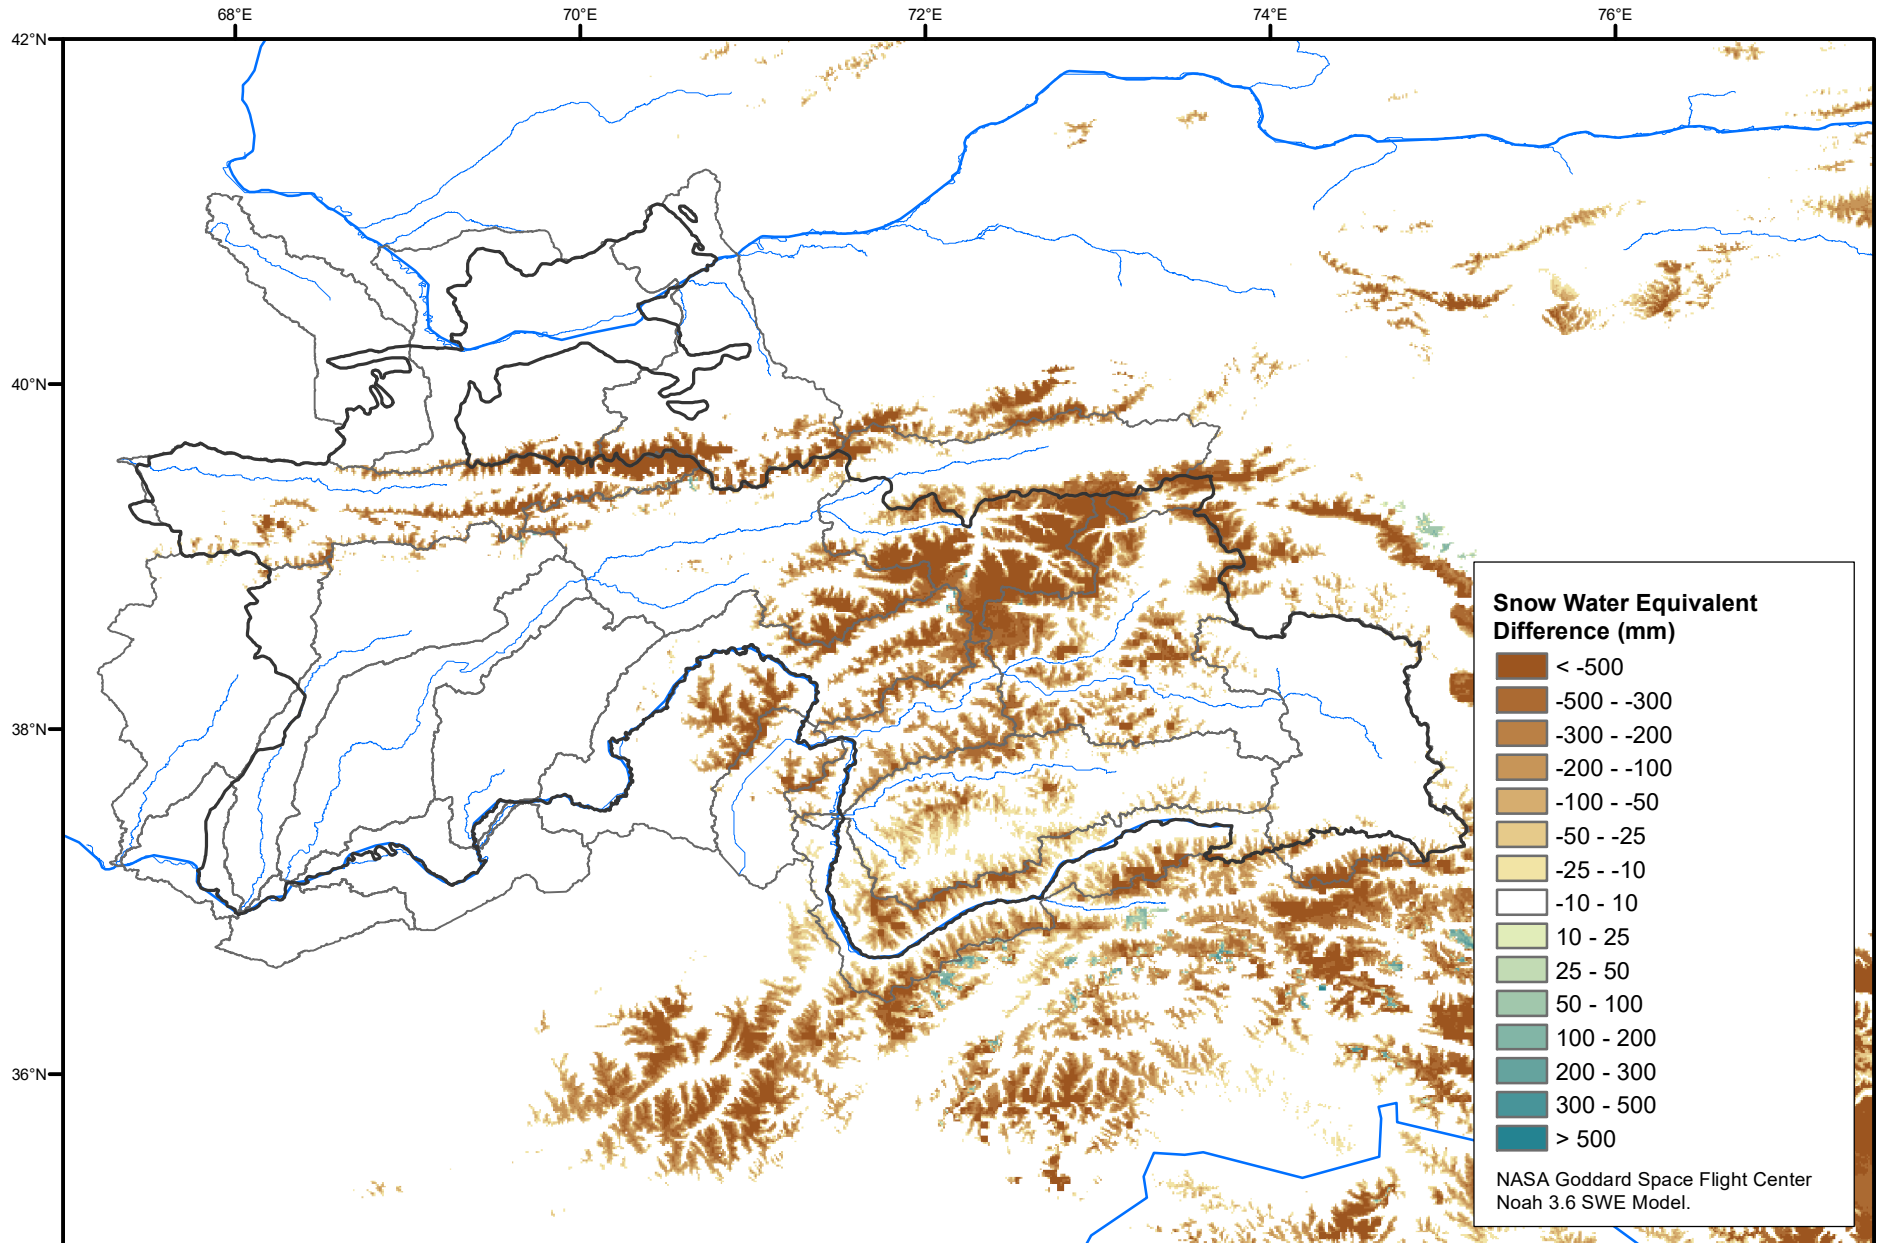 68°E
70°E
72°E
74°E
76°E
42°N
40°N
38°N
36°N
Snow Water Equivalent
Difference (mm)
< -500
-500 - -300
-300 - -200
-200 - -100
-100 - -50
-50 - -25
-25 - -10
-10 - 10
10 - 25
25 - 50
50 - 100
100 - 200
200 - 300
300 - 500
> 500
NASA Goddard Space Flight Center
Noah 3.6 SWE Model.